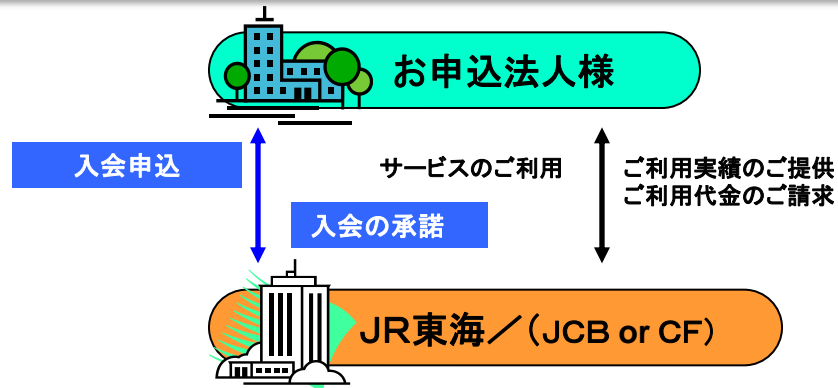 お申込法人様
入会申込
サービスのご利用
ご利用実績のご提供
ご利用代金のご請求
入会の承諾
JR東海／(JCB or CF)